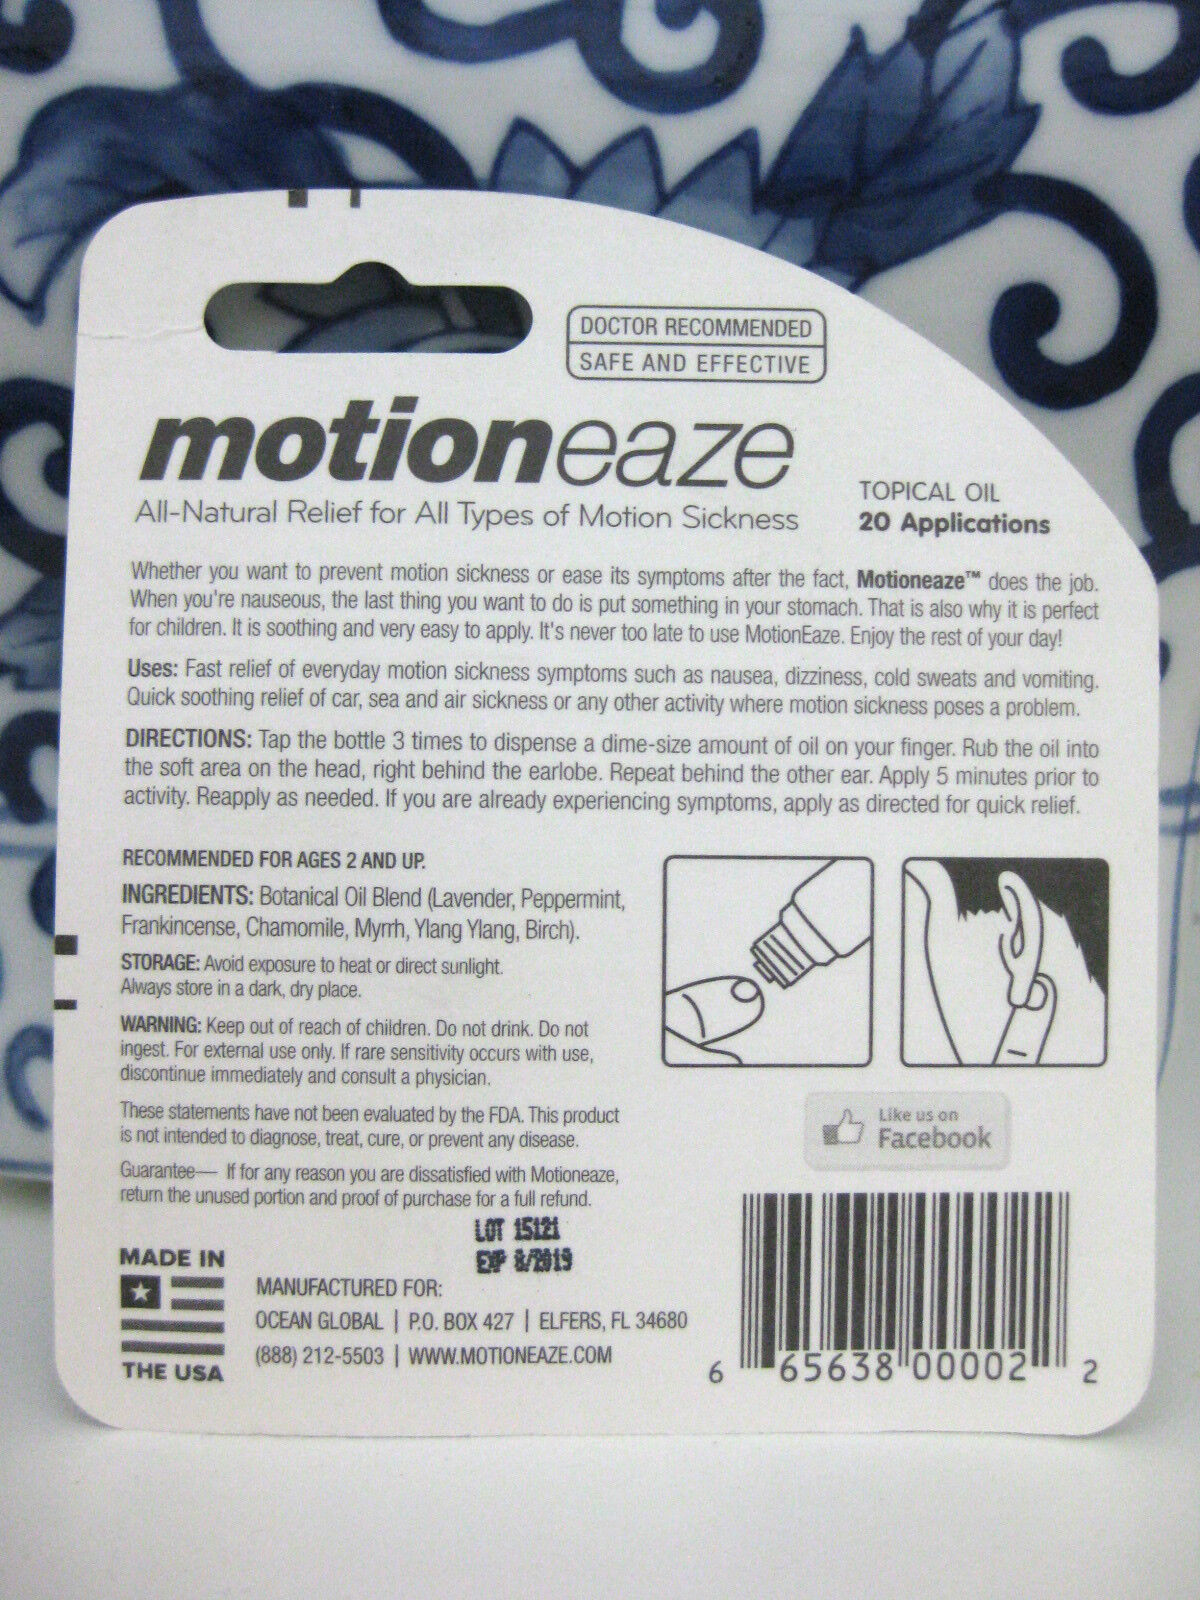 DOCTOR RECOMMENDED
SAFE AND EFFECTIVE
motioneaze
All-Natural Relief for All Types of Motion Sickness
TOPICAL OIL
20 Applications
Whether you want to prevent motion sickness or ease its symptoms after the fact, Motioneaze™ does the job.
When you're nauseous, the last thing you want to do is put something in your stomach. That is also why it is perfect
for children. It is soothing and very easy to apply. It's never too late to use MotionEaze. Enjoy the rest of your day!
Uses: Fast relief of everyday motion sickness symptoms such as nausea, dizziness, cold sweats and vomiting.
Quick soothing relief of car, sea and air sickness or any other activity where motion sickness poses a problem.
DIRECTIONS: Tap the bottle 3 times to dispense a dime-size amount of oil on your finger. Rub the oil into
the soft area on the head, right behind the earlobe. Repeat behind the other ear. Apply 5 minutes prior to
activity. Reapply as needed. If you are already experiencing symptoms, apply as directed for quick relief.
RECOMMENDED FOR AGES 2 AND UP.
INGREDIENTS: Botanical Oil Blend (Lavender, Peppermint,
Frankincense, Chamomile, Myrrh, Ylang Ylang, Birch).
STORAGE: Avoid exposure to heat or direct sunlight.
Always store in a dark, dry place.
WARNING: Keep out of reach of children. Do not drink. Do not
ingest. For external use only. If rare sensitivity occurs with use,
discontinue immediately and consult a physician.
These statements have not been evaluated by the FDA. This product
is not intended to diagnose, treat, cure, or prevent any disease.
Guarantee— If for any reason you are dissatisfied with Motioneaze,
return the unused portion and proof of purchase for a full refund.
Like us on
Facebook
LOT 15121
EXP 8/2019
MADE IN
THE USA
MANUFACTURED FOR:
OCEAN GLOBAL | P.O. BOX 427 | ELFERS, FL 34680
(888) 212-5503 | WWW.MOTIONEAZE.COM
6 65638 00002 2